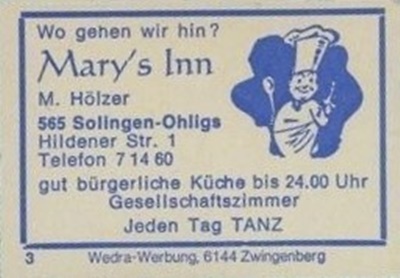 Wo gehen wir hin?
Mary's Inn
M. Hölzer
565 Solingen-Ohligs
Hildener Str. 1
Telefon 7 14 60
gut bürgerliche Küche bis 24.00 Uhr
Gesellschaftszimmer
Jeden Tag TANZ
3 Wedra-Werbung, 6144 Zwingenberg